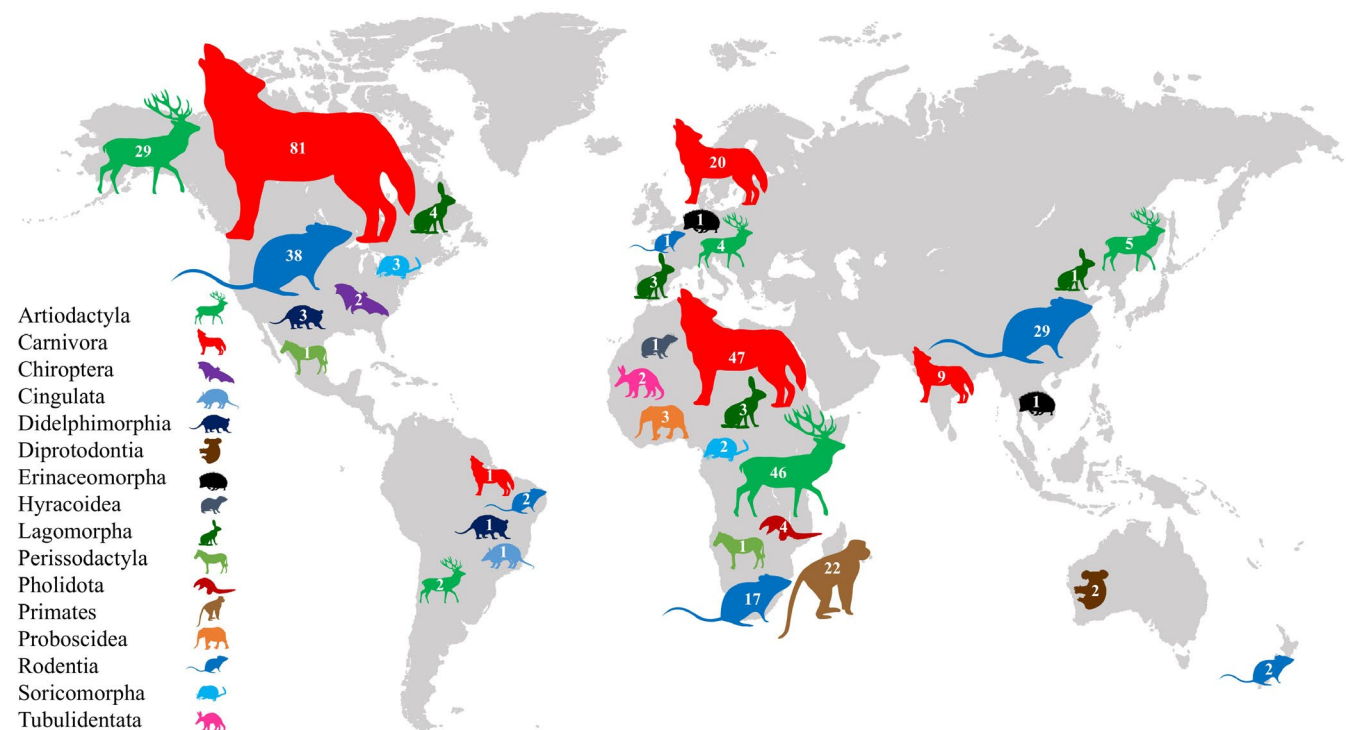 29
81
4
38
3
2
3
1
20
1
1
4
3
5
1
29
9
1
1
47
2
3
3
2
46
4
1
22
17
1
2
1
1
2
2
2
Artiodactyla
Carnivora
Chiroptera
Cingulata
Didelphimorphia
Diprotodontia
Erinaceomorpha
Hyracoidea
Lagomorpha
Perissodactyla
Pholidota
Primates
Proboscidea
Rodentia
Soricomorpha
Tubulidentata